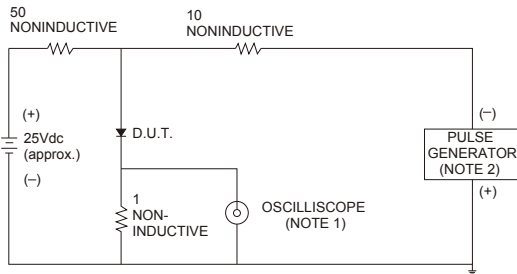 50
NONINDUCTIVE
10
NONINDUCTIVE
(+)
25Vdc
(approx.)
(–)
D.U.T.
1
NON-
INDUCTIVE
OSCILLISCOPE
(NOTE 1)
(–)
PULSE
GENERATOR
(NOTE 2)
(+)